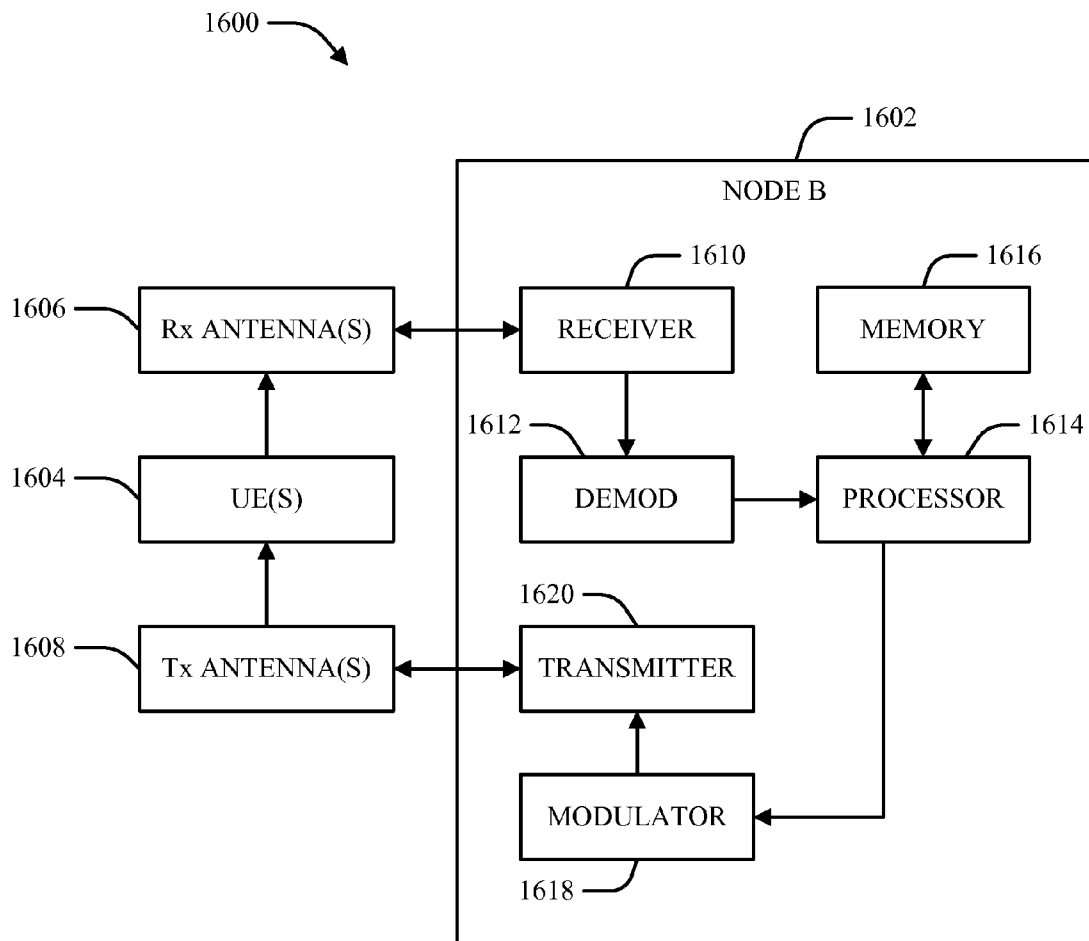 1600
1602
NODE B
1610
1616
1606
Rx ANTENNA(S)
RECEIVER
MEMORY
1612
1614
1604
UE(S)
DEMOD
PROCESSOR
1620
1608
Tx ANTENNA(S)
TRANSMITTER
MODULATOR
1618